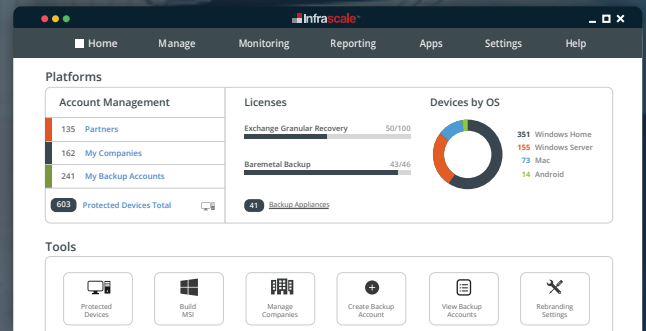 Infrascale
Home Manage Monitoring Reporting Apps Settings Help
Platforms
Account Management
135 Partners
162 My Companies
241 My Backup Accounts
603 Protected Devices Total
Licenses
Exchange Granular Recovery 50/100
Baremetal Backup 43/46
41 Backup Appliances
Devices by OS
351 Windows Home
155 Windows Server
73 Mac
14 Android
Tools
Protected
Devices
Build
MSI
Manage
Companies
Create Backup
Account
View Backup
Accounts
Rebranding
Settings